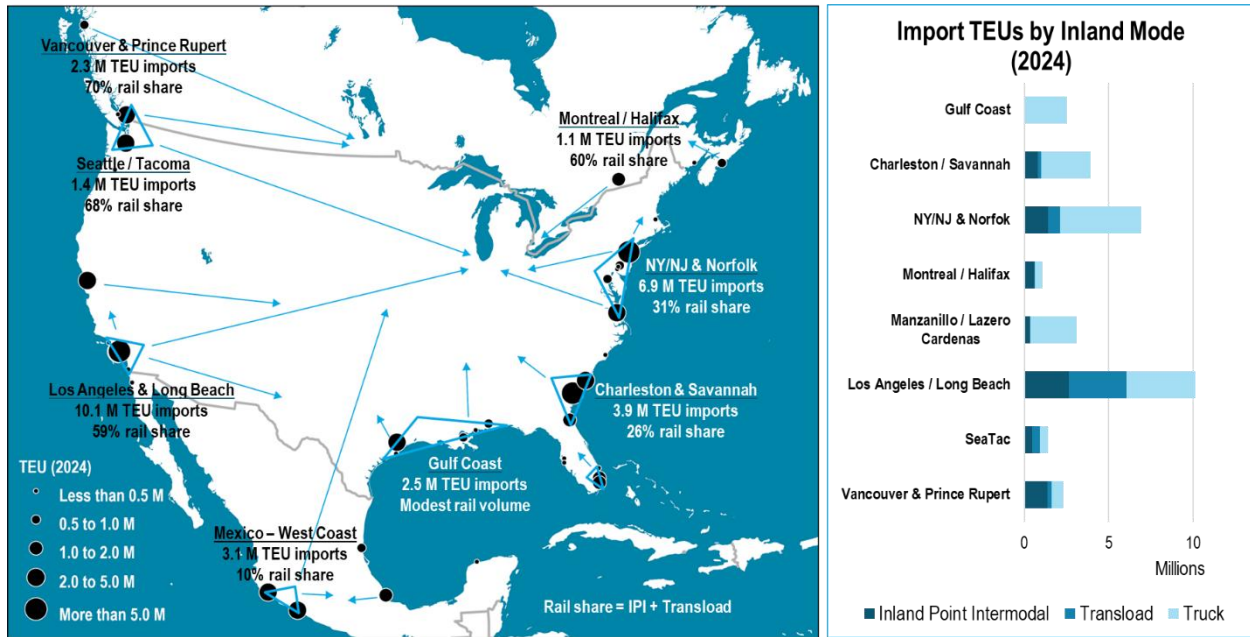 Vancouver & Prince Rupert
2.3 M TEU imports
70% rail share
Seattle / Tacoma
1.4 M TEU imports
68% rail share
Montreal / Halifax
1.1 M TEU imports
60% rail share
NY/NJ & Norfolk
6.9 M TEU imports
31% rail share
Los Angeles & Long Beach
10.1 M TEU imports
59% rail share
Charleston & Savannah
3.9 M TEU imports
26% rail share
Gulf Coast
2.5 M TEU imports
Modest rail volume
Mexico – West Coast
3.1 M TEU imports
10% rail share
TEU (2024)
Less than 0.5 M
0.5 to 1.0 M
1.0 to 2.0 M
2.0 to 5.0 M
More than 5.0 M
Rail share = IPI + Transload
Import TEUs by Inland Mode
(2024)
Gulf Coast
Charleston / Savannah
NY/NJ & Norfok
Montreal / Halifax
Manzanillo / Lazero
Cardenas
Los Angeles / Long Beach
SeaTac
Vancouver & Prince Rupert
0 5 10
Millions
Inland Point Intermodal Transload Truck